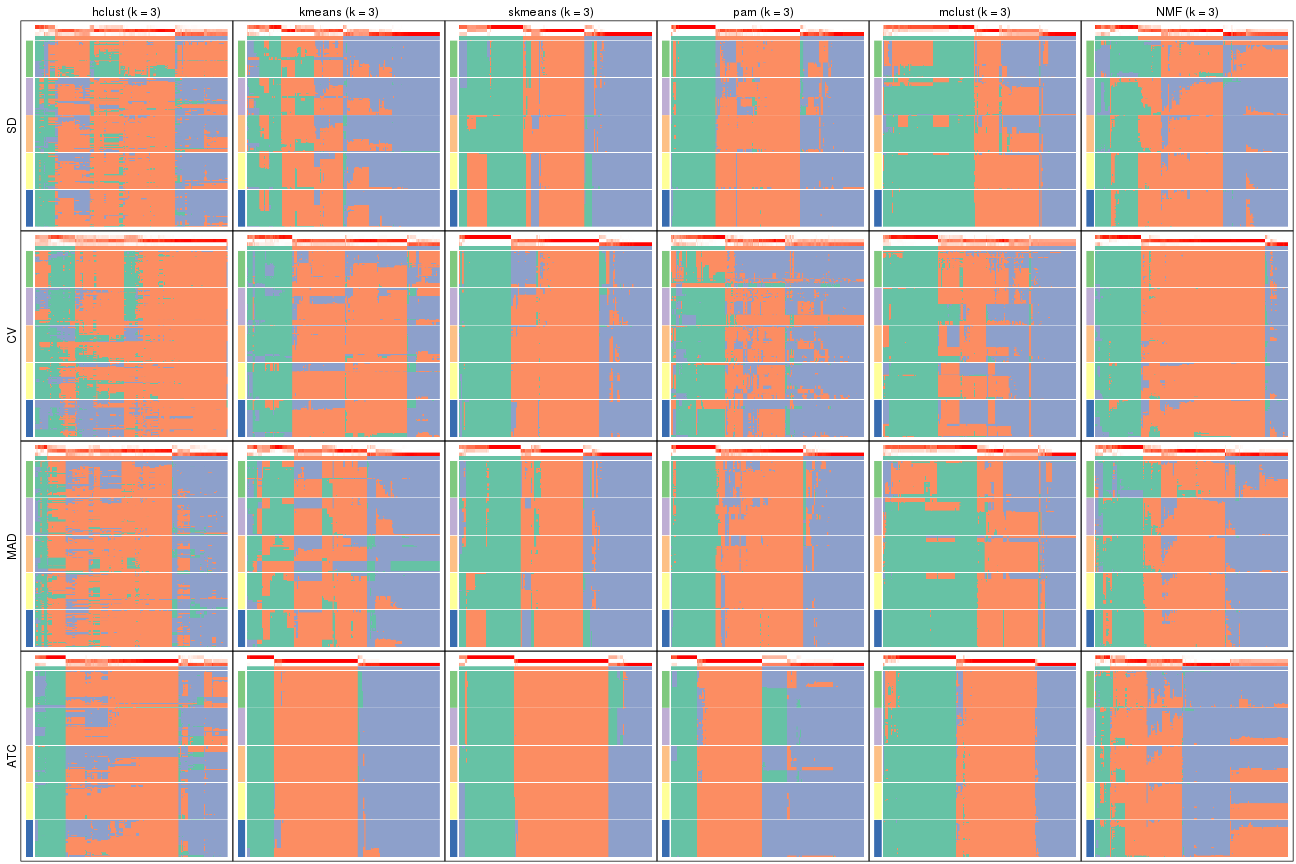 hclust (k = 3) kmeans (k = 3) skmeans (k = 3) pam (k = 3) mclust (k = 3) NMF (k = 3)
SD
CV
MAD
ATC